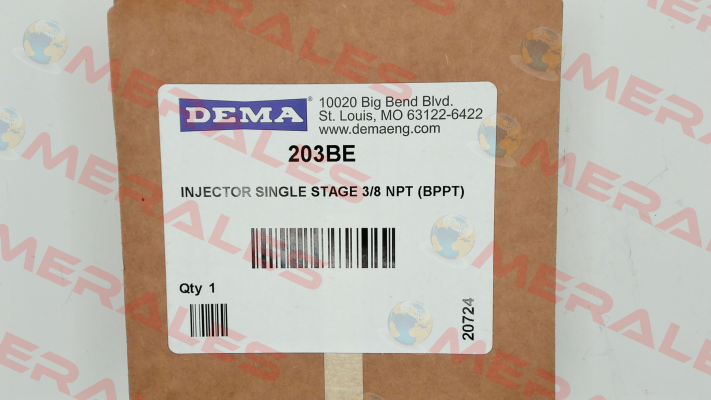 DEMA®
10020 Big Bend Blvd.
St. Louis, MO 63122-6422
www.demaeng.com
203BE
INJECTOR SINGLE STAGE 3/8 NPT (BPPT)
Qty 1
20724
MERALES
MERALES
MERALES
MERALES
MERALES